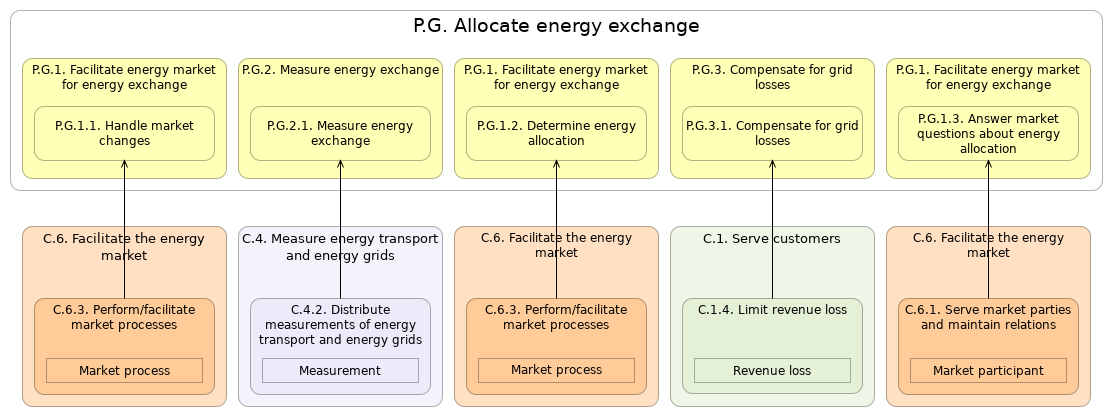 P.G. Allocate energy exchange
P.G.1. Facilitate energy market
for energy exchange
P.G.1.1. Handle market
changes
P.G.2. Measure energy exchange
P.G.2.1. Measure energy
exchange
P.G.1. Facilitate energy market
for energy exchange
P.G.1.2. Determine energy
allocation
P.G.3. Compensate for grid
losses
P.G.3.1. Compensate for grid
losses
P.G.1. Facilitate energy market
for energy exchange
P.G.1.3. Answer market
questions about energy
allocation
C.6. Facilitate the energy
market
C.6.3. Perform/facilitate
market processes
Market process
C.4. Measure energy transport
and energy grids
C.4.2. Distribute
measurements of energy
transport and energy grids
Measurement
C.6. Facilitate the energy
market
C.6.3. Perform/facilitate
market processes
Market process
C.1. Serve customers
C.1.4. Limit revenue loss
Revenue loss
C.6. Facilitate the energy
market
C.6.1. Serve market parties
and maintain relations
Market participant